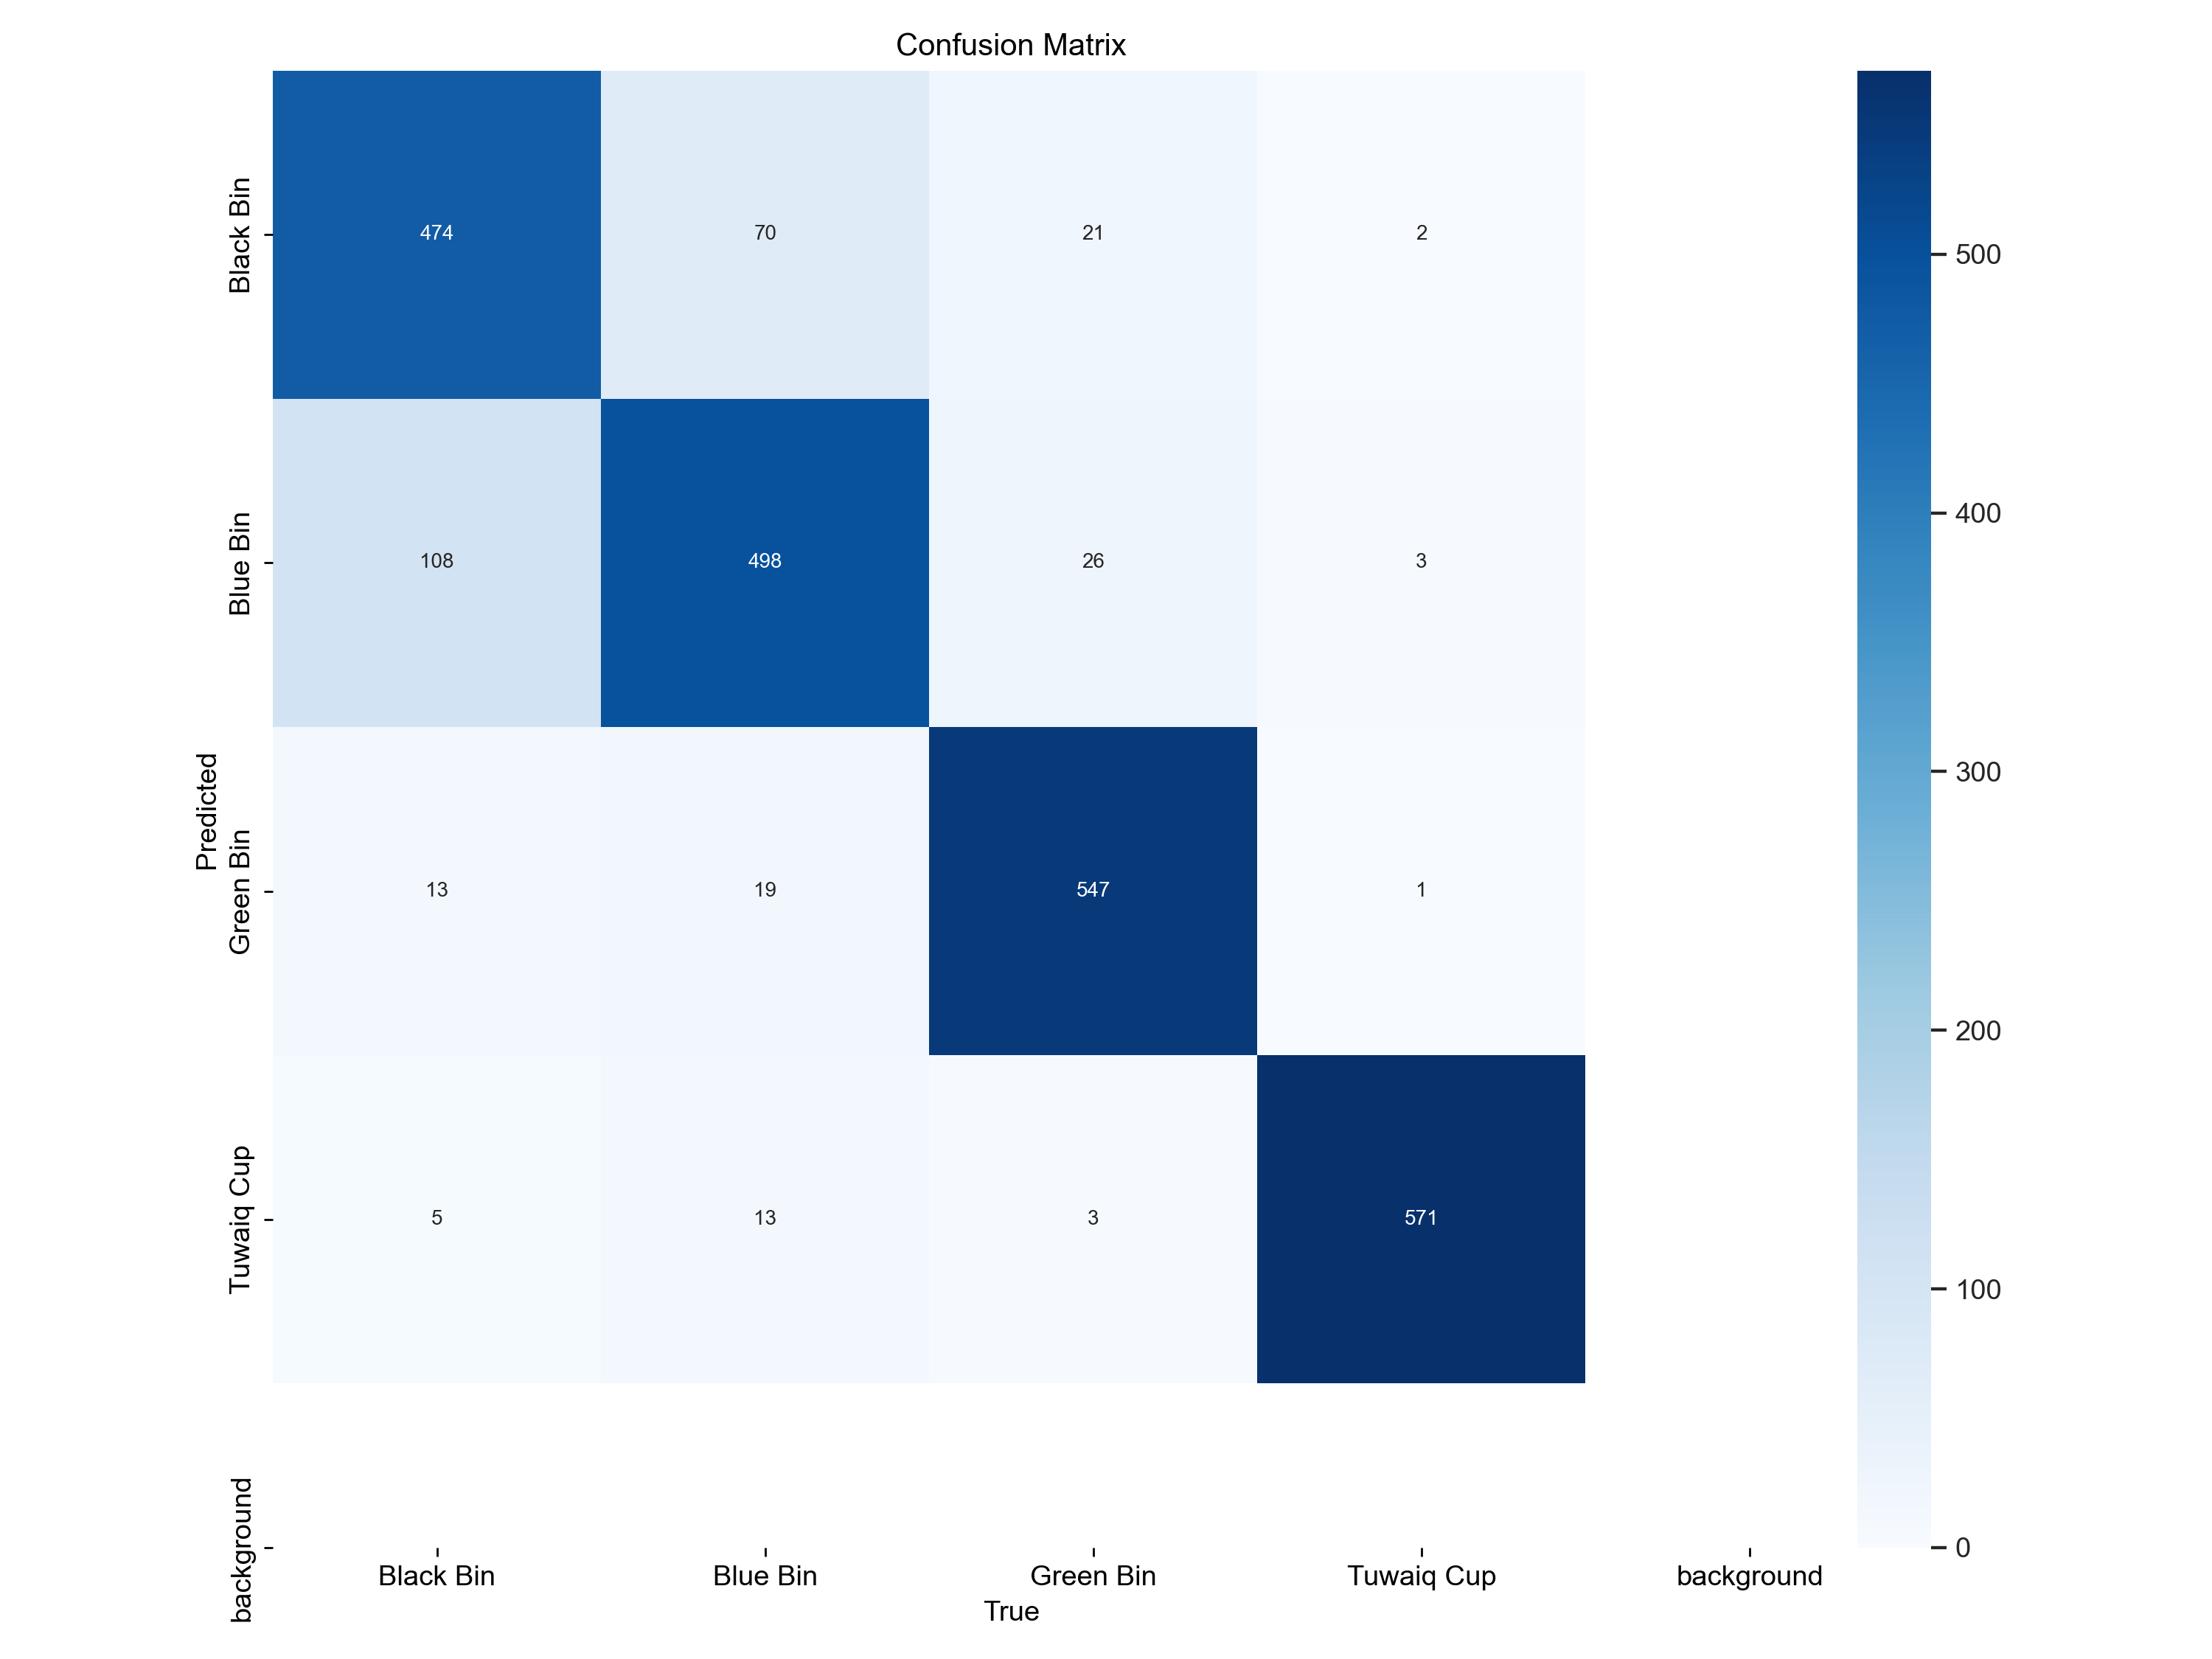 Confusion Matrix
Predicted
Black Bin
474 70 21 2
Blue Bin
108 498 26 3
Green Bin
13 19 547 1
Tuwaiq Cup
5 13 3 571
background
Black Bin Blue Bin Green Bin Tuwaiq Cup background
True
500
400
300
200
100
0